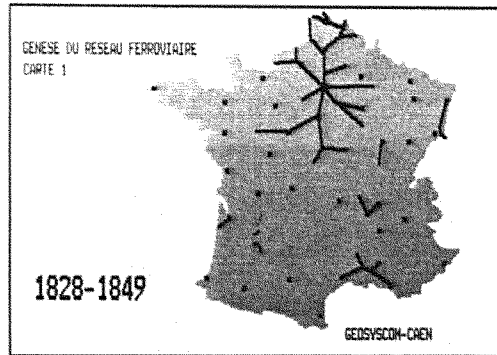 GENESE DU RESEAU FERROVIAIRE
CARTE 1
1828-1849
GEOSYSCOM-CAEN